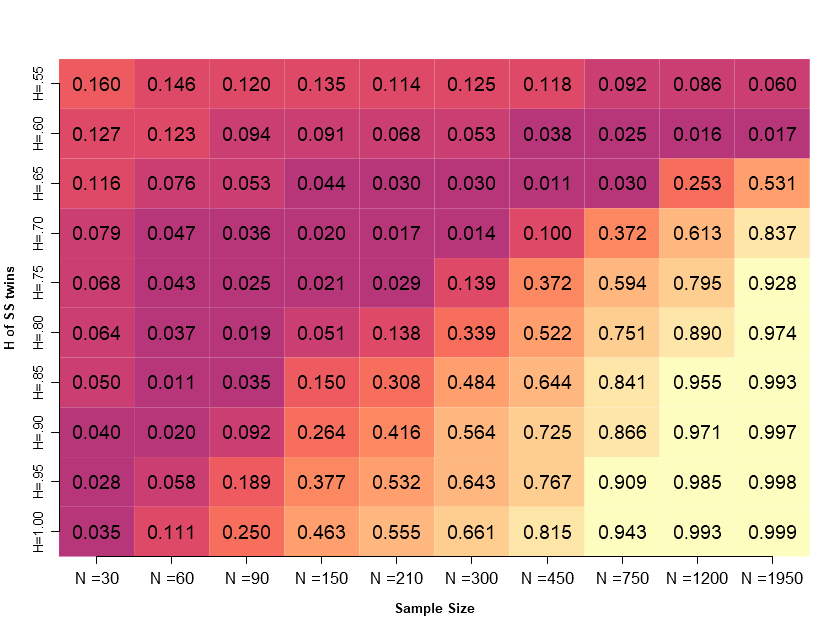 H=.55 0.160 0.146 0.120 0.135 0.114 0.125 0.118 0.092 0.086 0.060
H=.60 0.127 0.123 0.094 0.091 0.068 0.053 0.038 0.025 0.016 0.017
H=.65 0.116 0.076 0.053 0.044 0.030 0.030 0.011 0.030 0.253 0.531
H=.70 0.079 0.047 0.036 0.020 0.017 0.014 0.100 0.372 0.613 0.837
H=.75 0.068 0.043 0.025 0.021 0.029 0.139 0.372 0.594 0.795 0.928
H=.80 0.064 0.037 0.019 0.051 0.138 0.339 0.522 0.751 0.890 0.974
H=.85 0.050 0.011 0.035 0.150 0.308 0.484 0.644 0.841 0.955 0.993
H=.90 0.040 0.020 0.092 0.264 0.416 0.564 0.725 0.866 0.971 0.997
H=.95 0.028 0.058 0.189 0.377 0.532 0.643 0.767 0.909 0.985 0.998
H=1.00 0.035 0.111 0.250 0.463 0.555 0.661 0.815 0.943 0.993 0.999
H of SS twins
N =30 N =60 N =90 N =150 N =210 N =300 N =450 N =750 N =1200 N =1950
Sample Size